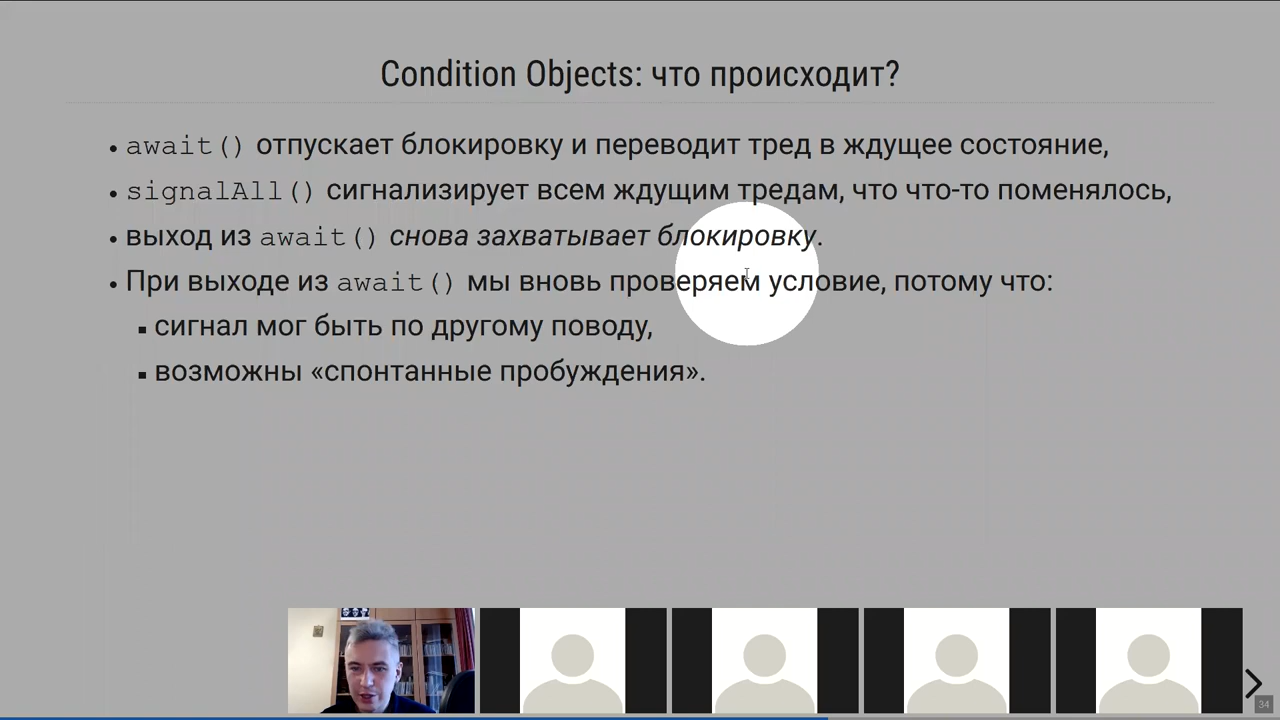 Condition Objects: что происходит?
• await() отпускает блокировку и переводит тред в ждущее состояние,
• signalAll() сигнализирует всем ждущим тредам, что что-то поменялось,
• выход из await() снова захватывает блокировку.
• При выходе из await() мы вновь проверяем условие, потому что:
▪ сигнал мог быть по другому поводу,
▪ возможны «спонтанные пробуждения».
34